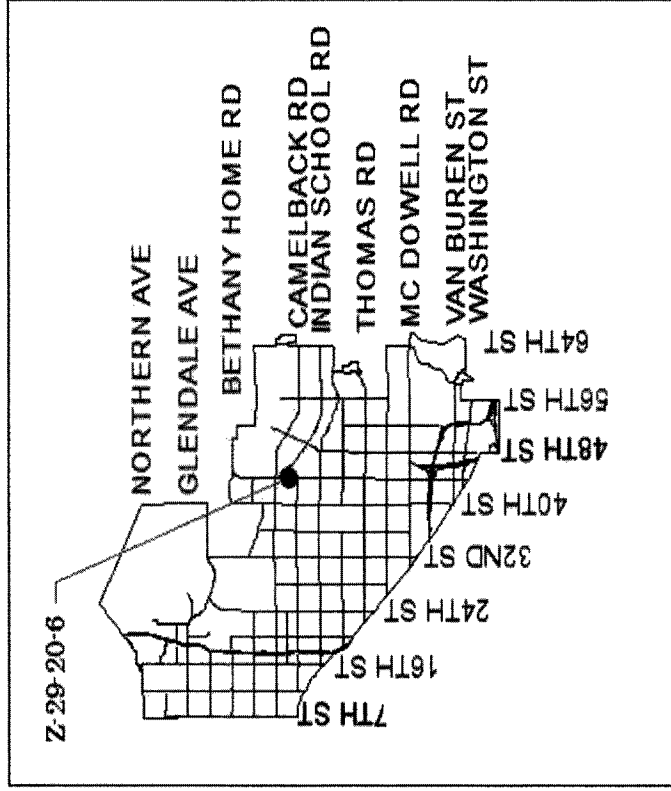 Z-29-20-6
NORTHERN AVE
GLENDALE AVE
BETHANY HOME RD
CAMELBACK RD
INDIAN SCHOOL RD
THOMAS RD
MC DOWELL RD
VAN BUREN ST
WASHINGTON ST
7TH ST
16TH ST
24TH ST
32ND ST
40TH ST
48TH ST
56TH ST
64TH ST